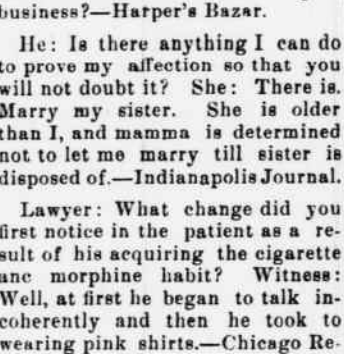 business?—Harper's Bazar.
He: Is there anything I can do
to prove my affection so that you
will not doubt it? She: There is.
Marry my sister. She is older
than I, and mamma is determined
not to let me marry till sister is
disposed of.—Indianapolis Journal.
Lawyer: What change did you
first notice in the patient as a re-
sult of his acquiring the cigarette
anc morphine habit? Witness:
Well, at first he began to talk in-
coherently and then he took to
wearing pink shirts.—Chicago Re-